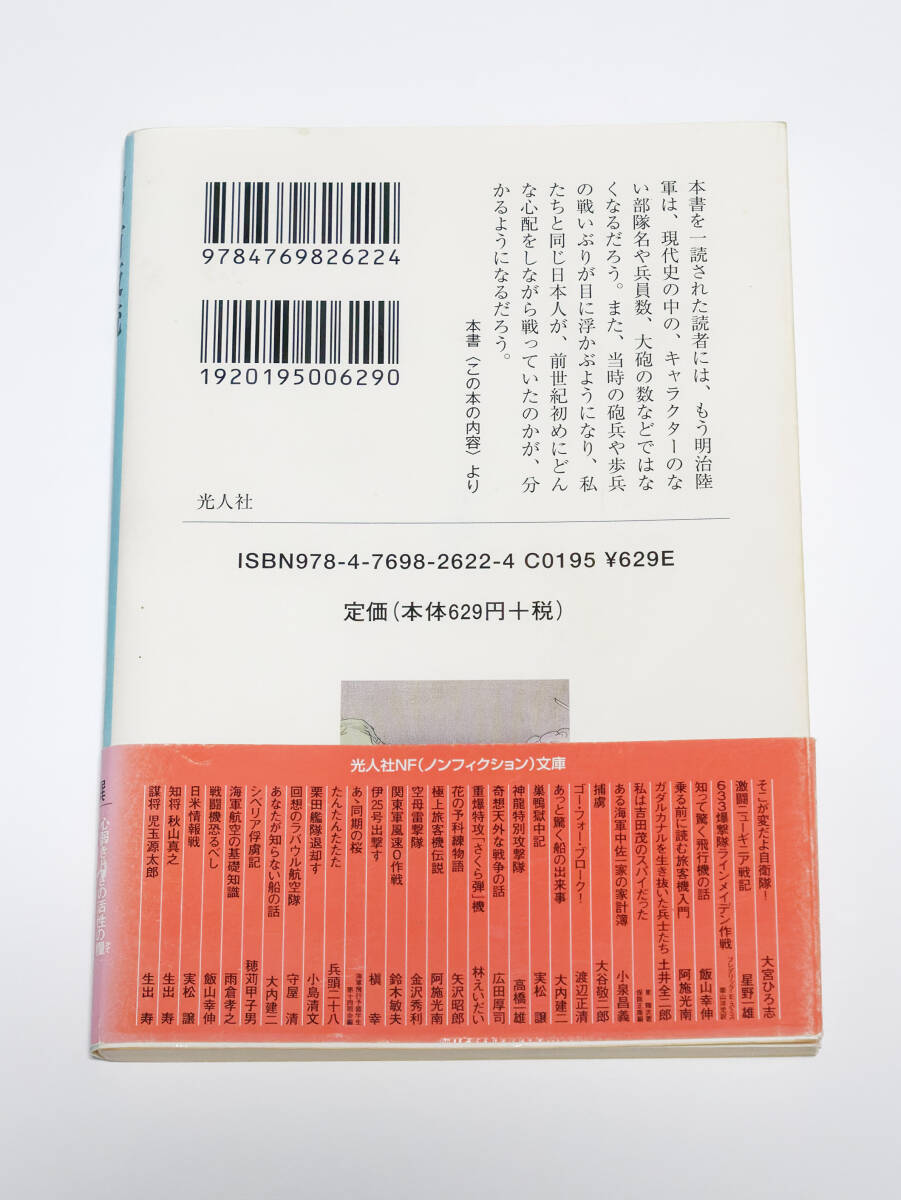 本書を一読された読者には、もう明治陸
軍は、現代史の中の、キャラクターのな
い部隊名や兵員数、大砲の数などではな
くなるだろう。また、当時の砲兵や歩兵
の戦いぶりが目に浮かぶようになり、私
たちと同じ日本人が、前世紀初めにどん
な心配をしながら戦っていたのかが、分
かるようになるだろう。
本書〈この本の内容〉より
9784769826224
1920195006290
光人社
ISBN978-4-7698-2622-4 C0195 ¥629E
定価(本体629円+税)
光人社NF(ノンフィクション)文庫
そこが変だよ自衛隊! 大宮ひろ志
激闘ニューギニア戦記 星野一雄
633爆撃隊ラインメイデン作戦
知って驚く飛行機の話 飯山幸伸
乗る前に読む旅客機入門 阿施光南
ガダルカナルを生き抜いた兵士たち 土井全二郎
私は吉田茂のスパイだった
ある海軍中佐一家の家計簿 小泉昌義
捕虜 大谷敬二郎
ゴー・フォー・ブローク! 渡辺正清
あっと驚く船の出来事 大内建二
巣鴨獄中記 実松 譲
神龍特別攻撃隊 高橋一雄
奇想天外な戦争の話 広田厚司
重爆特攻「さくら弾」機 林えいだい
花の予科練物語 矢沢昭郎
極上旅客機伝説 阿施光南
空母雷撃隊 金沢秀利
関東軍風速0作戦 鈴木敏夫
伊25号出撃す 槇 幸
あゝ同期の桜
たんたんたたた 兵頭二十八
栗田艦隊退却す 小島清文
回想のラバウル航空隊 守屋 清
あなたが知らない船の話 大内建二
シベリア俘虜記 穂苅甲子男
海軍航空の基礎知識 雨倉孝之
戦闘機恐るべし 飯山幸伸
日米情報戦 実松 譲
知将 秋山真之 生出 寿
謀将 児玉源太郎 生出 寿